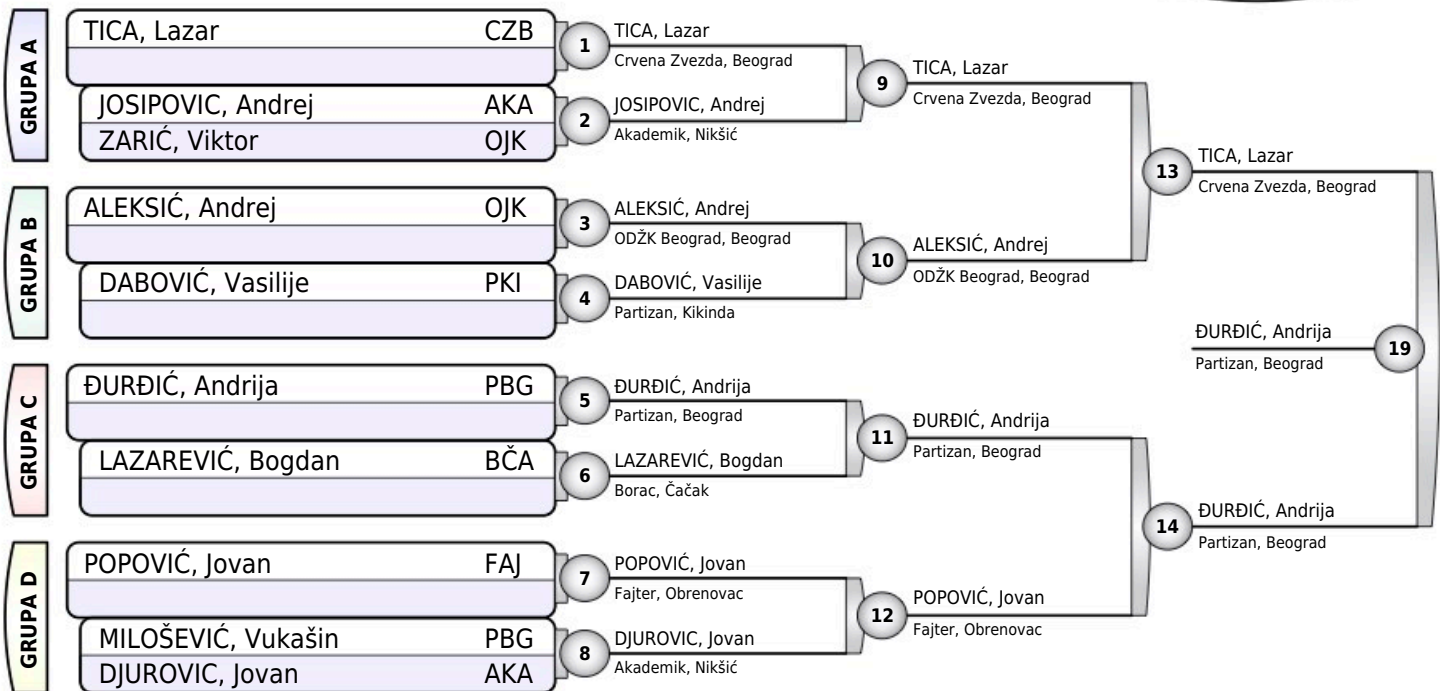 GRUPA A
TICA, Lazar CZB
JOSIPOVIC, Andrej AKA
ZARIĆ, Viktor OJK
GRUPA B
ALEKSIĆ, Andrej OJK
DABOVIĆ, Vasilije PKI
GRUPA C
ĐURĐIĆ, Andrija PBG
LAZAREVIĆ, Bogdan BČA
GRUPA D
POPOVIĆ, Jovan FAJ
MILOŠEVIĆ, Vukašin PBG
DJUROVIC, Jovan AKA
1
TICA, Lazar
Crvena Zvezda, Beograd
2
JOSIPOVIC, Andrej
Akademik, Nikšić
3
ALEKSIĆ, Andrej
ODŽK Beograd, Beograd
4
DABOVIĆ, Vasilije
Partizan, Kikinda
5
ĐURĐIĆ, Andrija
Partizan, Beograd
6
LAZAREVIĆ, Bogdan
Borac, Čačak
7
POPOVIĆ, Jovan
Fajter, Obrenovac
8
DJUROVIC, Jovan
Akademik, Nikšić
9
TICA, Lazar
Crvena Zvezda, Beograd
10
ALEKSIĆ, Andrej
ODŽK Beograd, Beograd
11
ĐURĐIĆ, Andrija
Partizan, Beograd
12
POPOVIĆ, Jovan
Fajter, Obrenovac
13
TICA, Lazar
Crvena Zvezda, Beograd
14
ĐURĐIĆ, Andrija
Partizan, Beograd
ĐURĐIĆ, Andrija
Partizan, Beograd
19